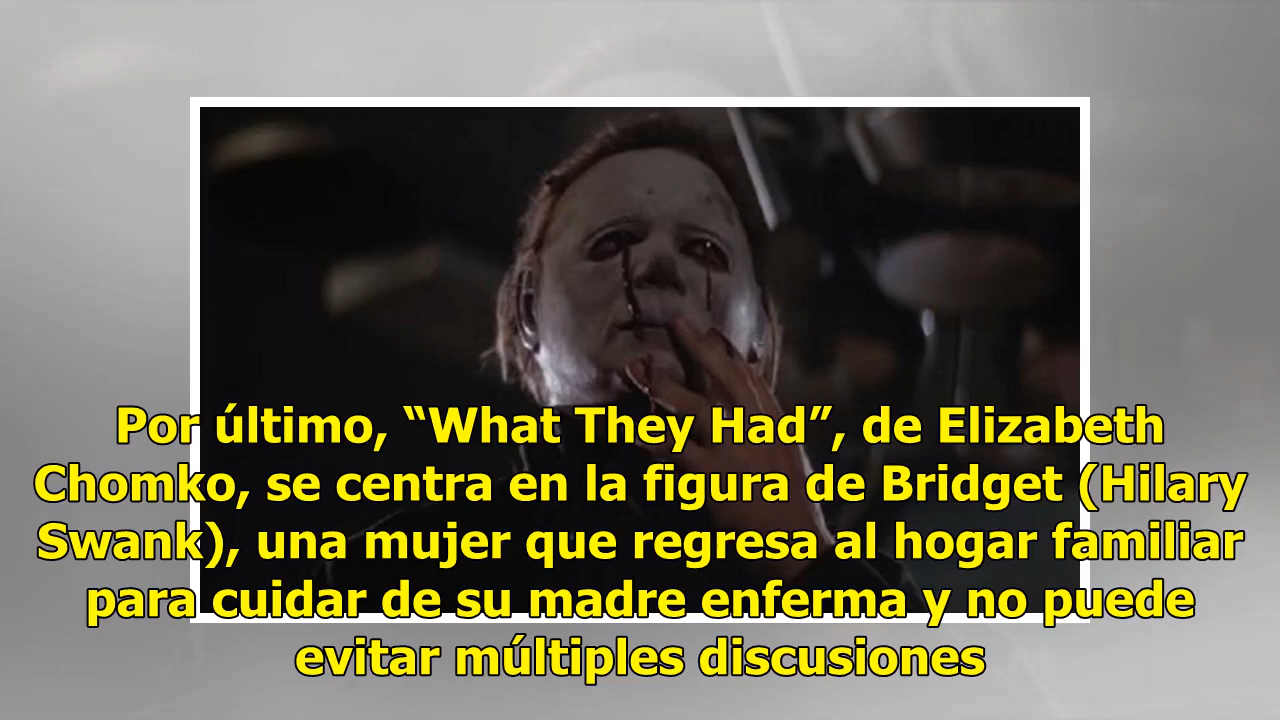 Por último, “What They Had”, de Elizabeth
Chomko, se centra en la figura de Bridget (Hilary
Swank), una mujer que regresa al hogar familiar
para cuidar de su madre enferma y no puede
evitar múltiples discusiones